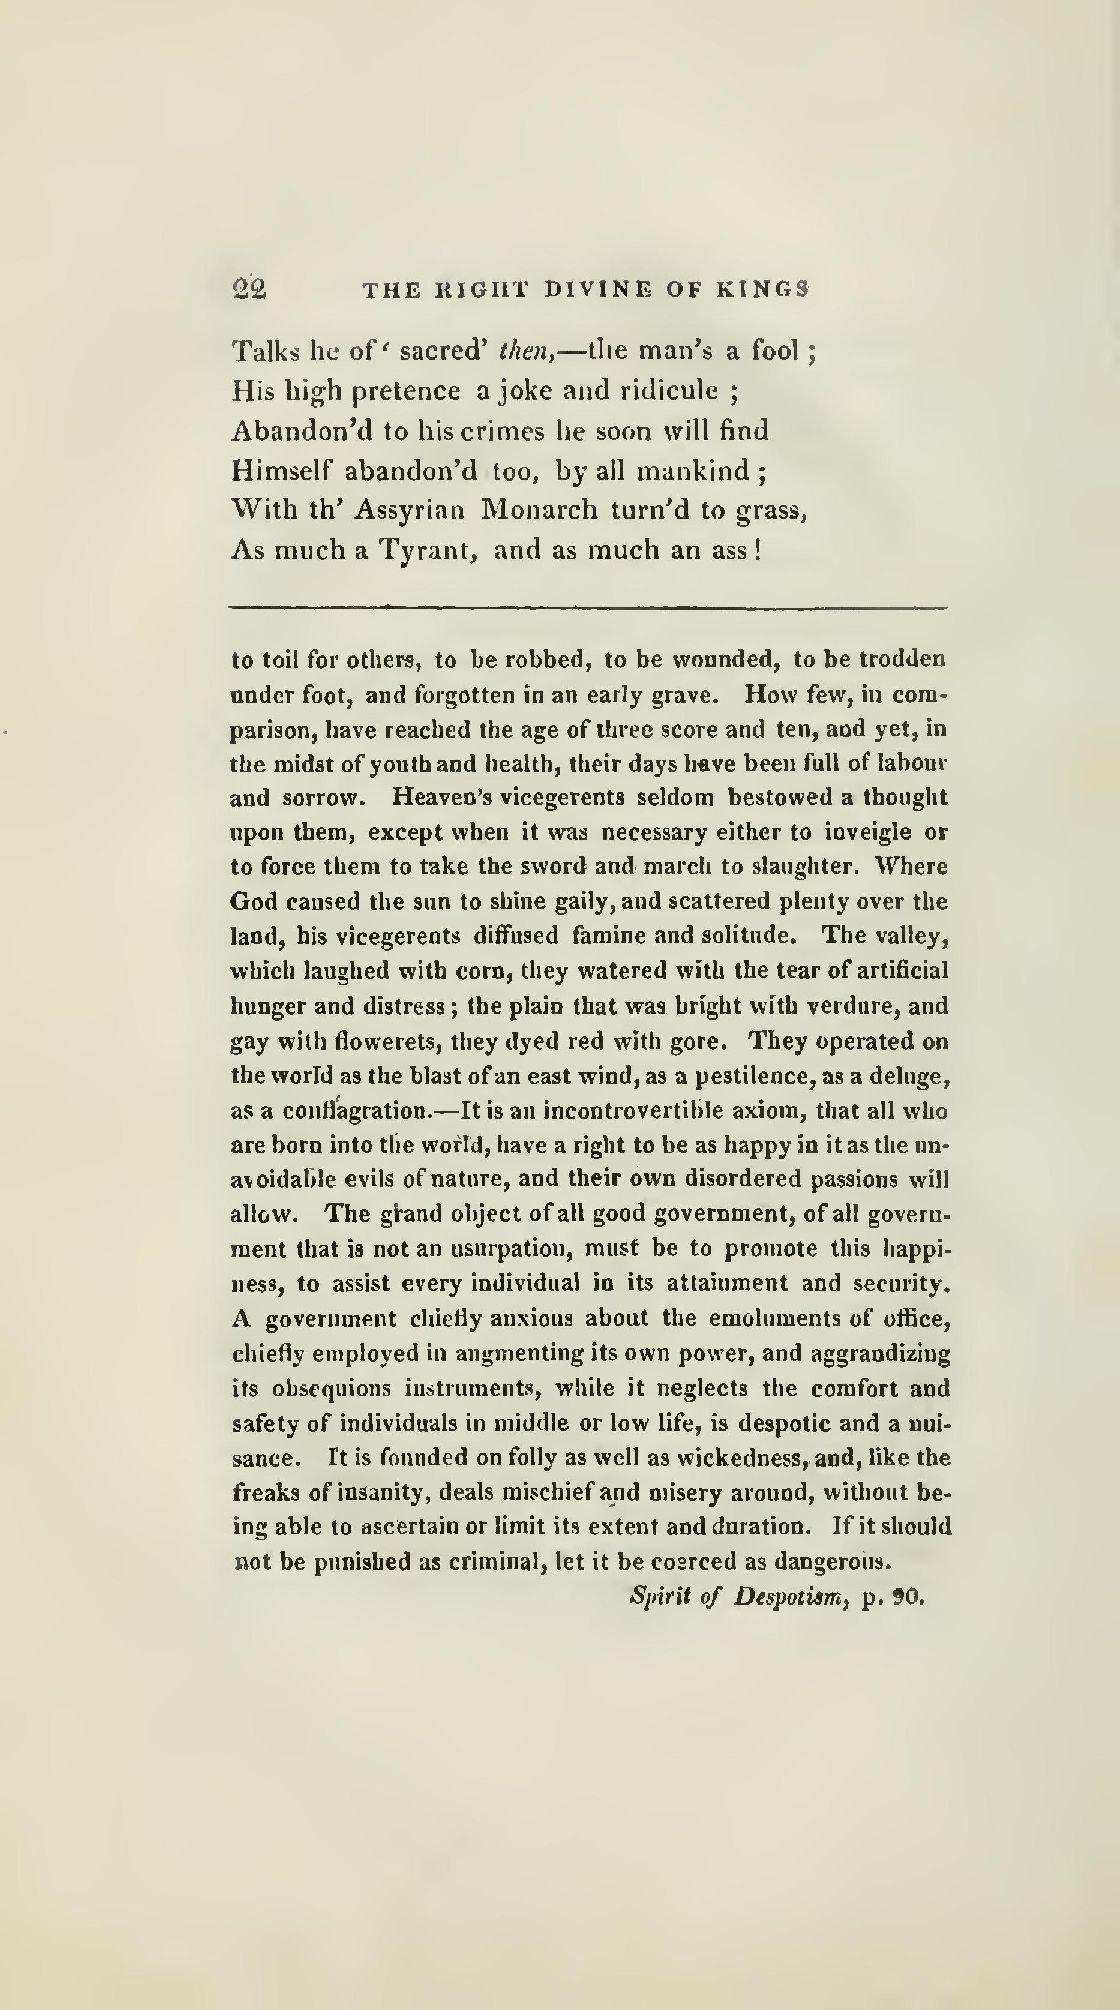 22 THE RIGHT DIVINE OF KINGS
Talks he of ‘ sacred’ then,—the man's a fool ;
His high pretence a joke and ridicule ;
Abandon'd to his crimes he soon will find
Himself abandon'd too, by all mankind ;
With th' Assyrian Monarch turn'd to grass,
As much a Tyrant, and as much an ass !
to toil for others, to be robbed, to be wounded, to be trodden
under foot, and forgotten in an early grave. How few, in com-
parison, have reached the age of three score and ten, and yet, in
the midst of youth and health, their days have been full of labour
and sorrow. Heaven's vicegerents seldom bestowed a thought
upon them, except when it was necessary either to inveigle or
to force them to take the sword and march to slaughter. Where
God caused the sun to shine gaily, and scattered plenty over the
land, his vicegerents diffused famine and solitude. The valley,
which laughed with corn, they watered with the tear of artificial
hunger and distress ; the plain that was bright with verdure, and
gay with flowerets, they dyed red with gore. They operated on
the world as the blast of an east wind, as a pestilence, as a deluge,
as a conflagration.—It is an incontrovertible axiom, that all who
are born into the world, have a right to be as happy in it as the un-
avoidable evils of nature, and their own disordered passions will
allow. The grand object of all good government, of all govern-
ment that is not an usurpation, must be to promote this happi-
ness, to assist every individual in its attainment and security.
A government chiefly anxious about the emoluments of office,
chiefly employed in augmenting its own power, and aggrandizing
its obsequious instruments, while it neglects the comfort and
safety of individuals in middle or low life, is despotic and a nui-
sance. It is founded on folly as well as wickedness, and, like the
freaks of insanity, deals mischief and misery around, without be-
ing able to ascertain or limit its extent and duration. If it should
not be punished as criminal, let it be coerced as dangerous.
Spirit of Despotism, p. 90.